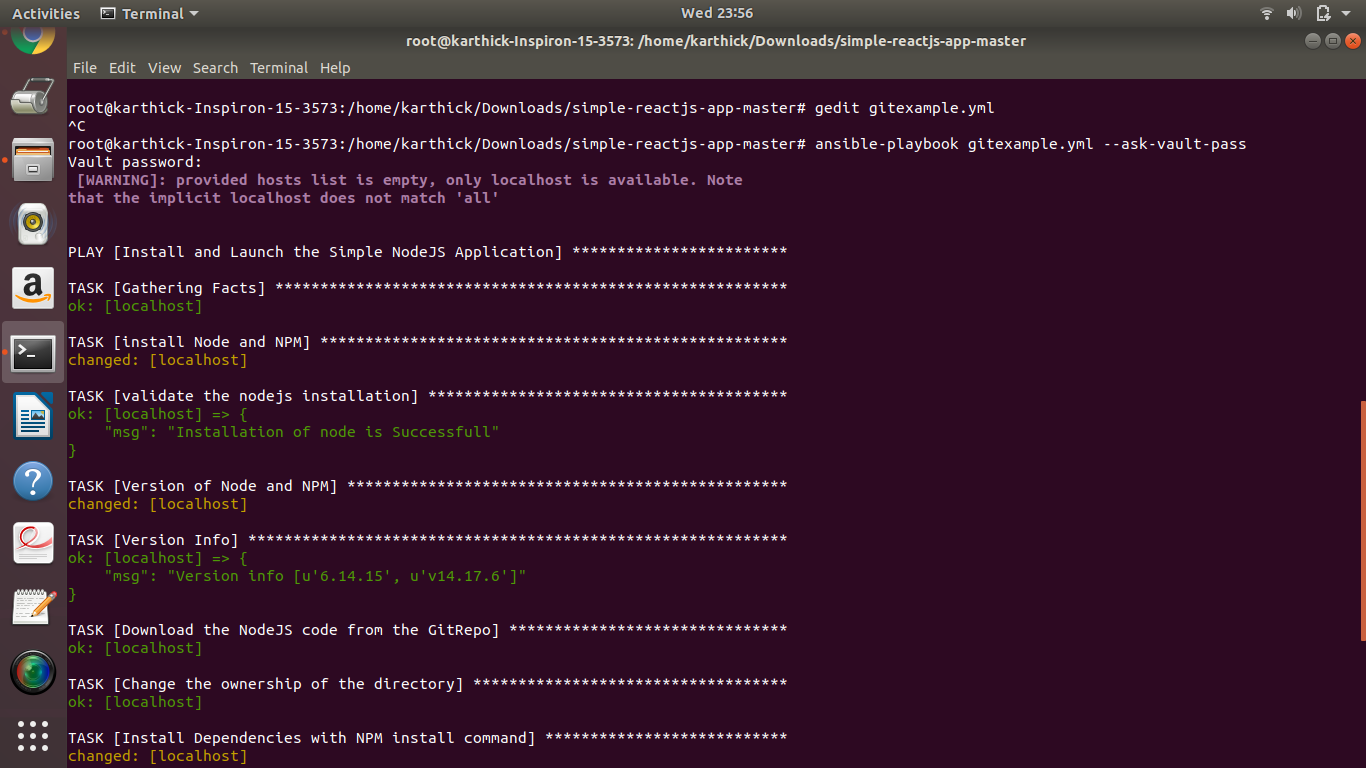 Activities Terminal Wed 23:56
root@karthick-Inspiron-15-3573: /home/karthick/Downloads/simple-reactjs-app-master
File Edit View Search Terminal Help
root@karthick-Inspiron-15-3573:/home/karthick/Downloads/simple-reactjs-app-master# gedit gitexample.yml
^C
root@karthick-Inspiron-15-3573:/home/karthick/Downloads/simple-reactjs-app-master# ansible-playbook gitexample.yml --ask-vault-pass
Vault password:
[WARNING]: provided hosts list is empty, only localhost is available. Note
that the implicit localhost does not match 'all'
PLAY [Install and Launch the Simple NodeJS Application] ************************
TASK [Gathering Facts] *********************************************************
ok: [localhost]
TASK [install Node and NPM] ****************************************************
changed: [localhost]
TASK [validate the nodejs installation] ****************************************
ok: [localhost] => {
    "msg": "Installation of node is Successfull"
}
TASK [Version of Node and NPM] *************************************************
changed: [localhost]
TASK [Version Info] ************************************************************
ok: [localhost] => {
    "msg": "Version info [u'6.14.15', u'v14.17.6']"
}
TASK [Download the NodeJS code from the GitRepo] *******************************
ok: [localhost]
TASK [Change the ownership of the directory] ***********************************
ok: [localhost]
TASK [Install Dependencies with NPM install command] ***************************
changed: [localhost]